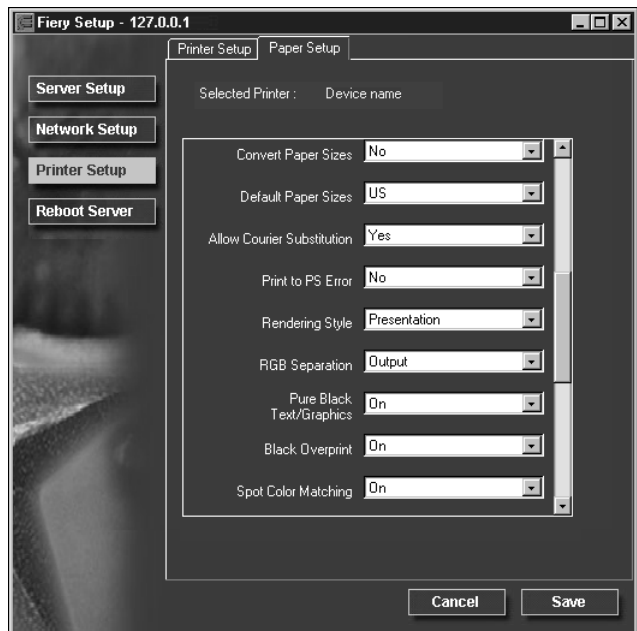 Fiery Setup - 127.0.0.1
Printer Setup Paper Setup
Server Setup
Network Setup
Printer Setup
Reboot Server
Selected Printer : Device name
Convert Paper Sizes No
Default Paper Sizes US
Allow Courier Substitution Yes
Print to PS Error No
Rendering Style Presentation
RGB Separation Output
Pure Black
Text/Graphics On
Black Overprint On
Spot Color Matching On
Cancel Save